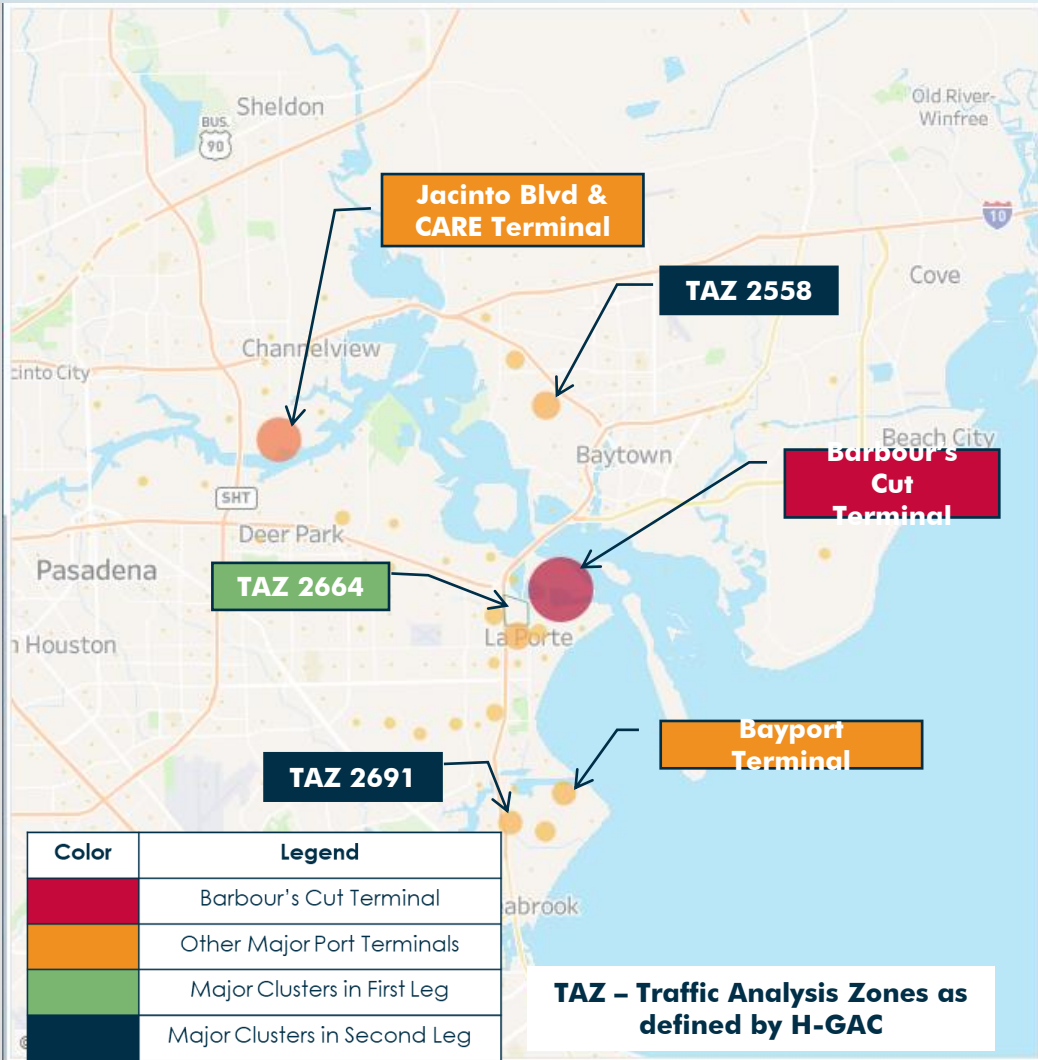 Sheldon
BUS.
90
Old River-
Winfree
Jacinto Blvd &
CARE Terminal
10
TAZ 2558
Cove
Channelview
cinto City
Beach City
Barbour's
Cut
Terminal
Baytown
SHT
Deer Park
Pasadena
TAZ 2664
La Porte
n Houston
Bayport
Terminal
TAZ 2691
Color
Legend
Barbour's Cut Terminal
Other Major Port Terminals
Major Clusters in First Leg
Major Clusters in Second Leg
abrook
TAZ – Traffic Analysis Zones as
defined by H-GAC
©